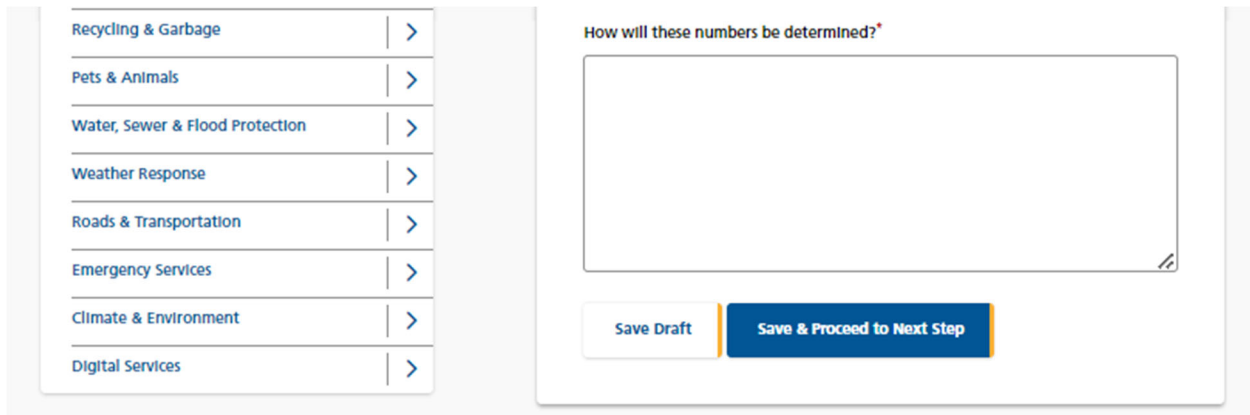 Recycling & Garbage
Pets & Animals
Water, Sewer & Flood Protection
Weather Response
Roads & Transportation
Emergency Services
Climate & Environment
Digital Services
How will these numbers be determined?*
Save Draft
Save & Proceed to Next Step